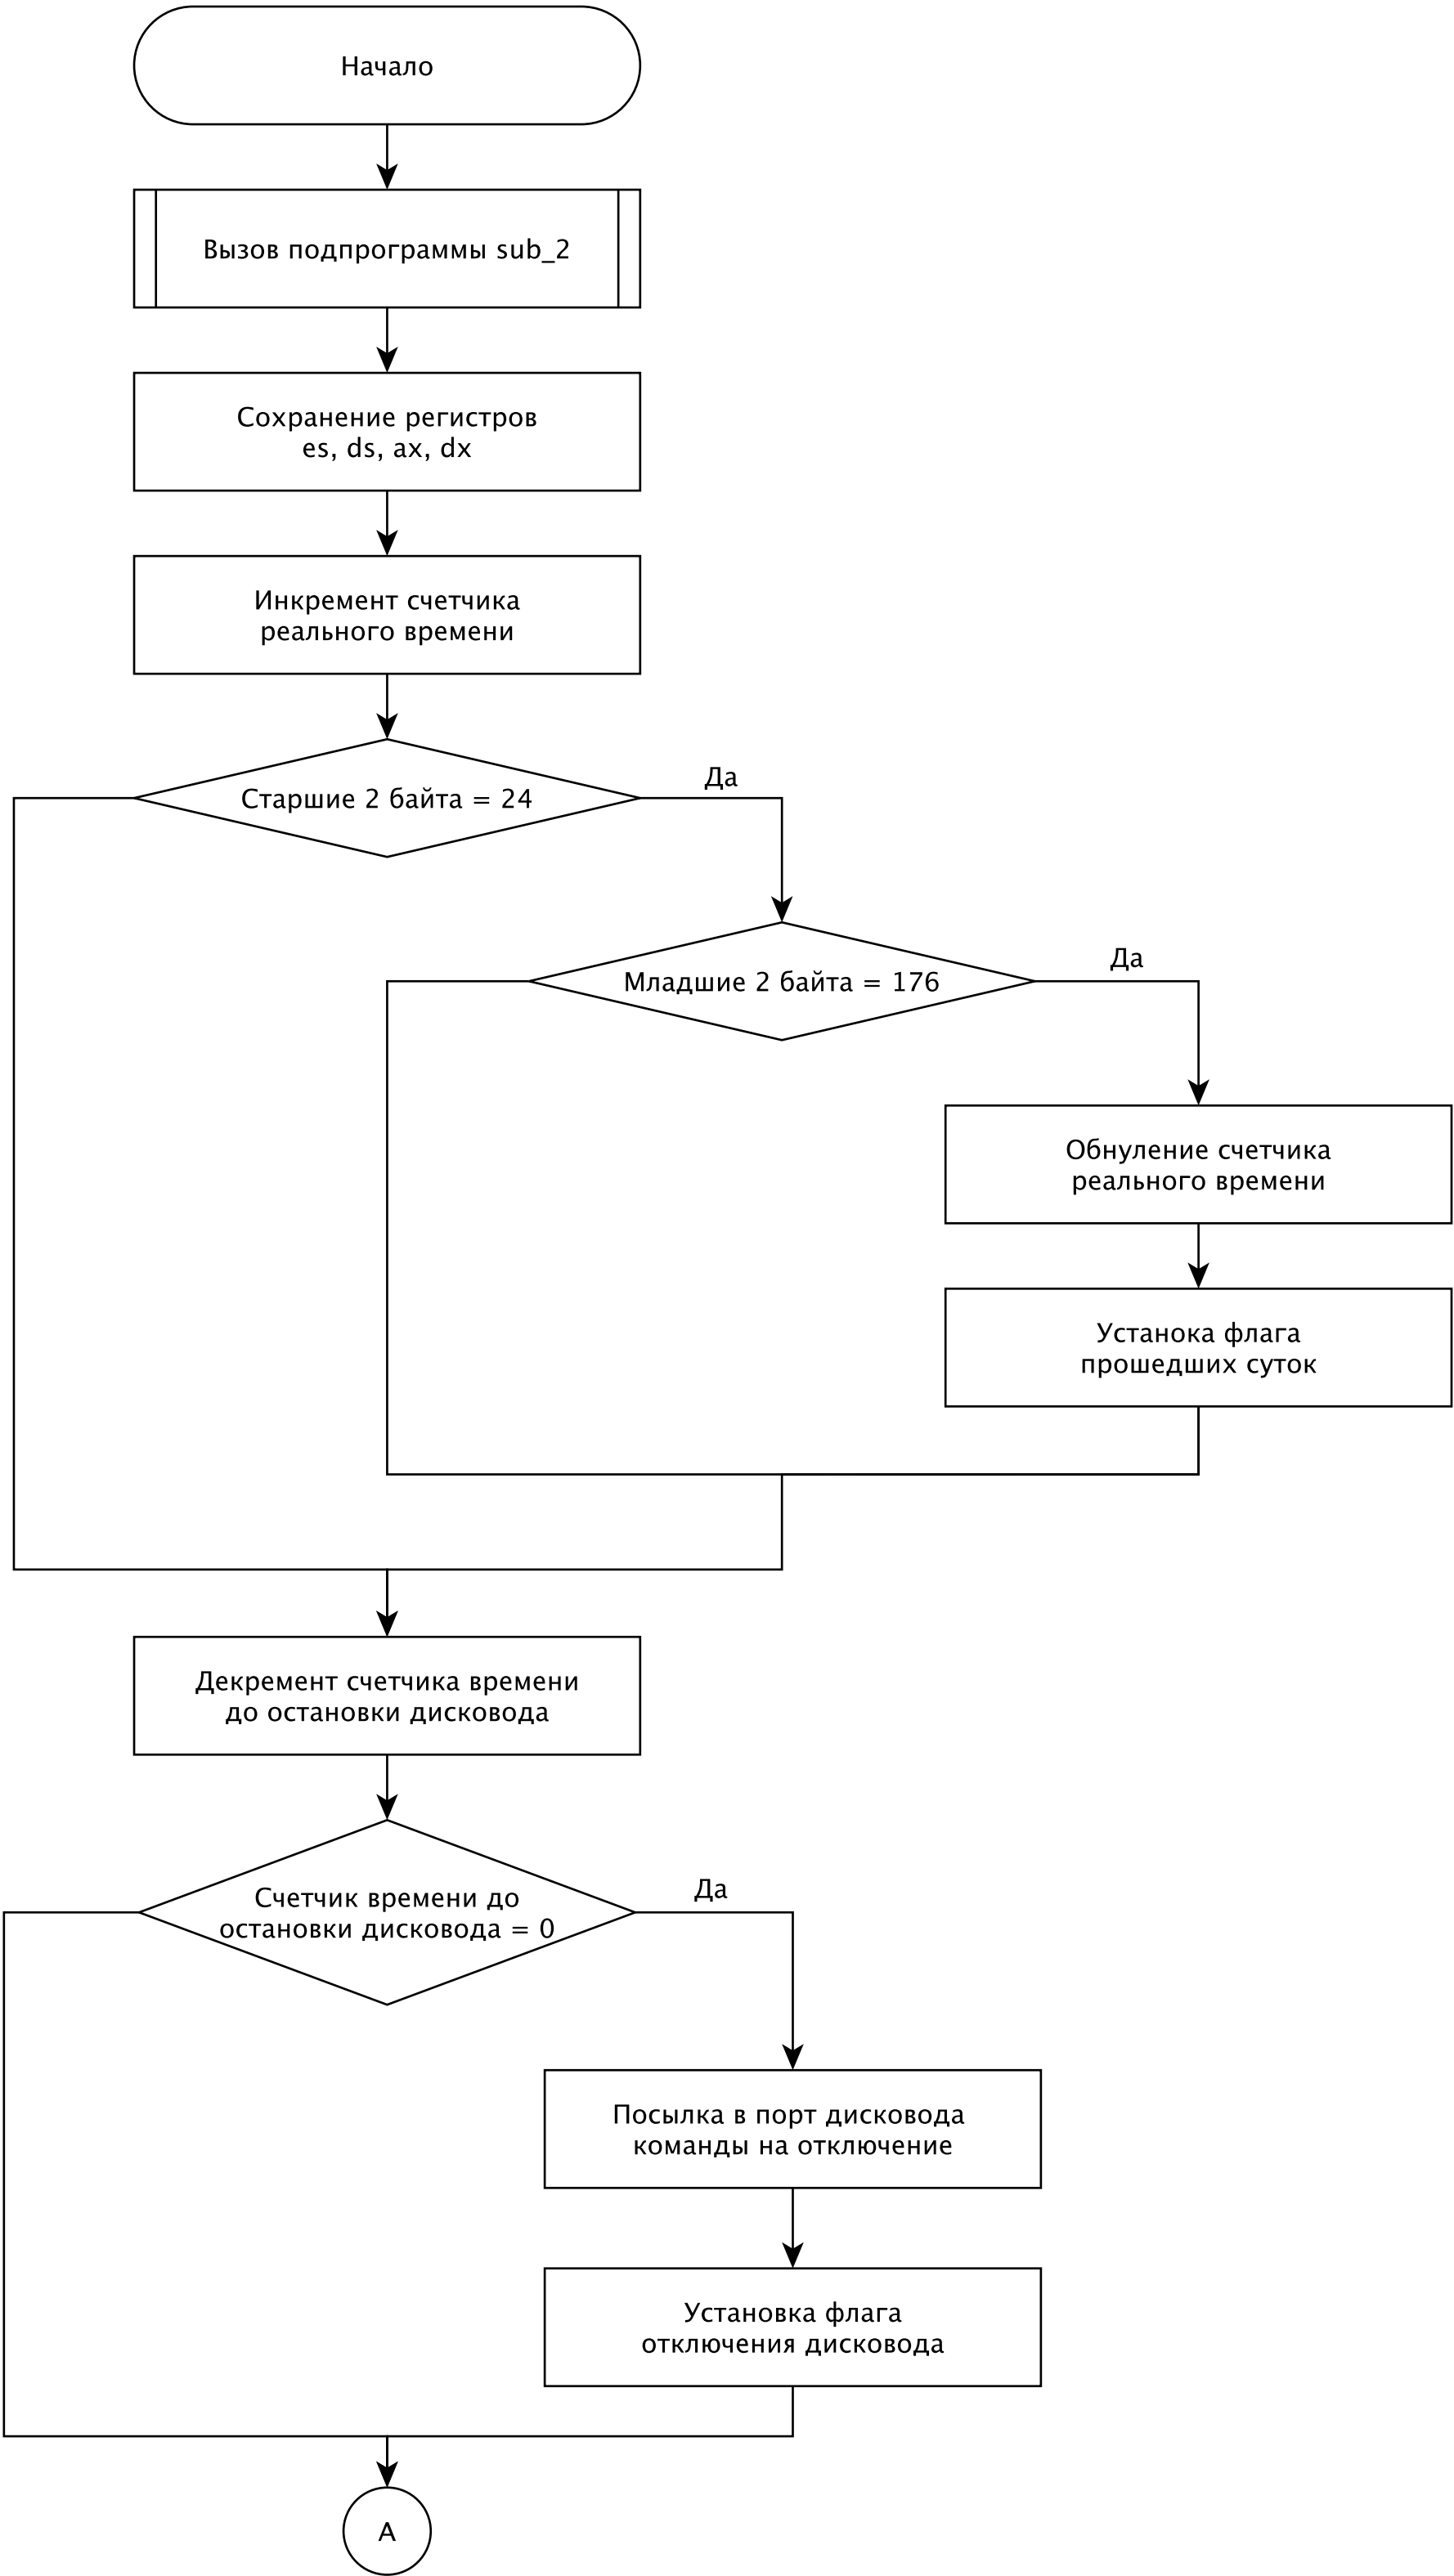 Начало
Вызов подпрограммы sub_2
Сохранение регистров
es, ds, ax, dx
Инкремент счетчика
реального времени
Старшие 2 байта = 24
Да
Младшие 2 байта = 176
Да
Обнуление счетчика
реального времени
Устанока флага
прошедших суток
Декремент счетчика времени
до остановки дисковода
Счетчик времени до
остановки дисковода = 0
Да
Посылка в порт дисковода
команды на отключение
Установка флага
отключения дисковода
А